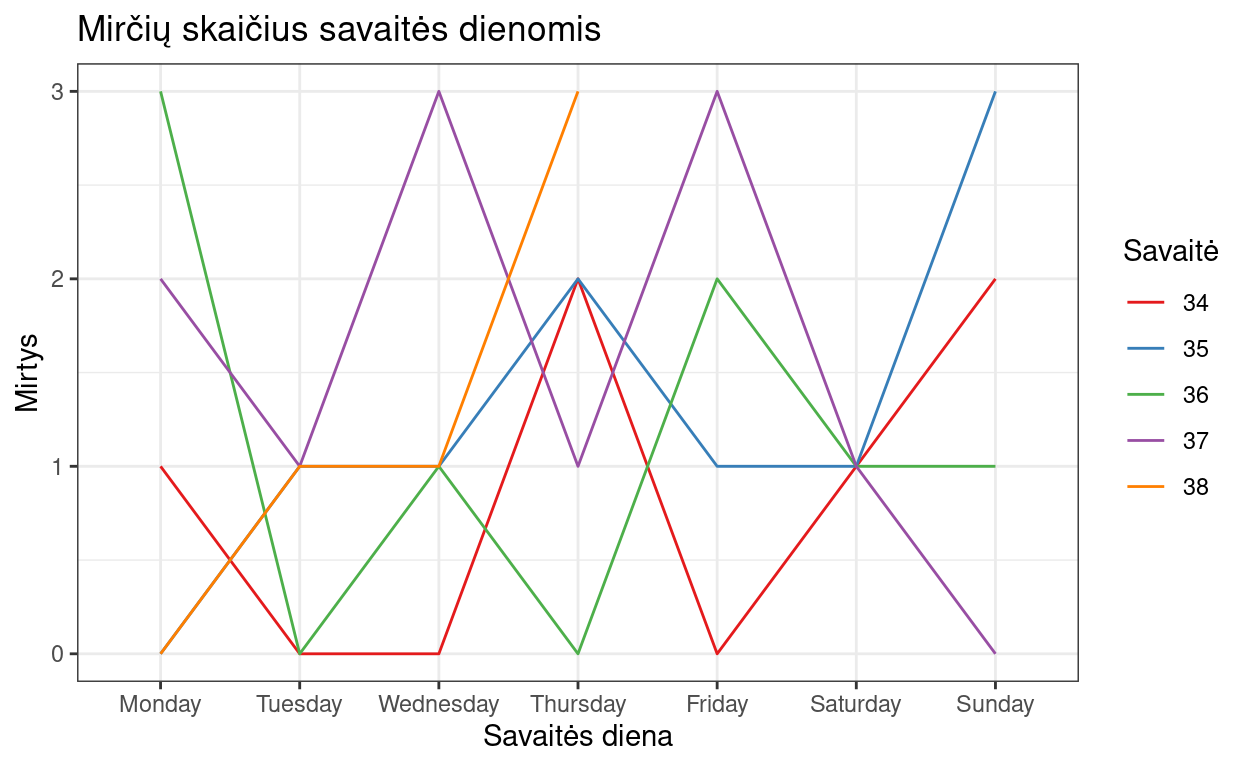 Mirčių skaičius savaitės dienomis
3
2
1
0
Mirtys
Monday Tuesday Wednesday Thursday Friday Saturday Sunday
Savaitės diena
Savaitė
34
35
36
37
38